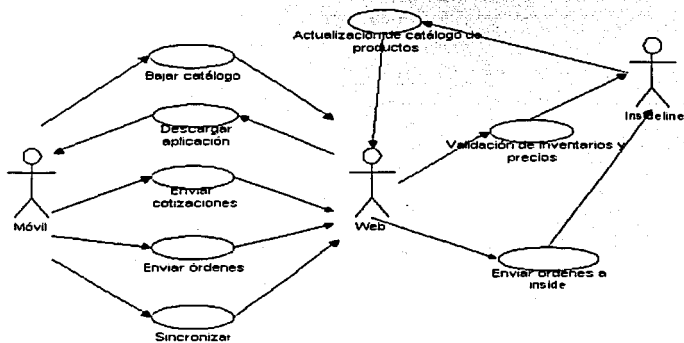 Actualización de catálogo de
productos
Bajar catálogo
Insideline
Descargar
aplicación
Validación de inventarios y
precios
Enviar
cotizaciones
Móvil
Web
Enviar órdenes
Enviar ordenes a
inside
Sincronizar